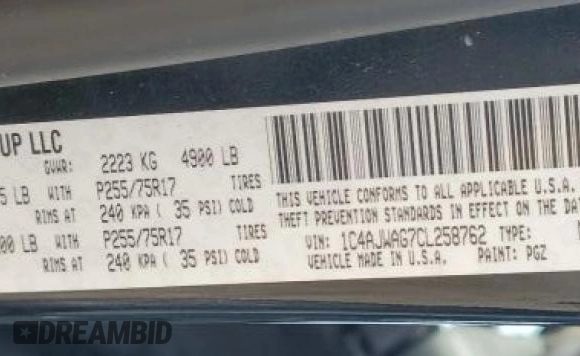 UP LLC
GVWR: 2223 KG 4900 LB
5 LB WITH P255/75R17 TIRES
RIMS AT 240 KPA ( 35 PSI) COLD
00 LB WITH P255/75R17 TIRES
RIMS AT 240 KPA ( 35 PSI) COLD
THIS VEHICLE CONFORMS TO ALL APPLICABLE U.S.A.
THEFT PREVENTION STANDARDS IN EFFECT ON THE DAT
VIN: 1C4AJWAG7CL258762 TYPE:
VEHICLE MADE IN U.S.A. PAINT: PGZ
DREAMBID